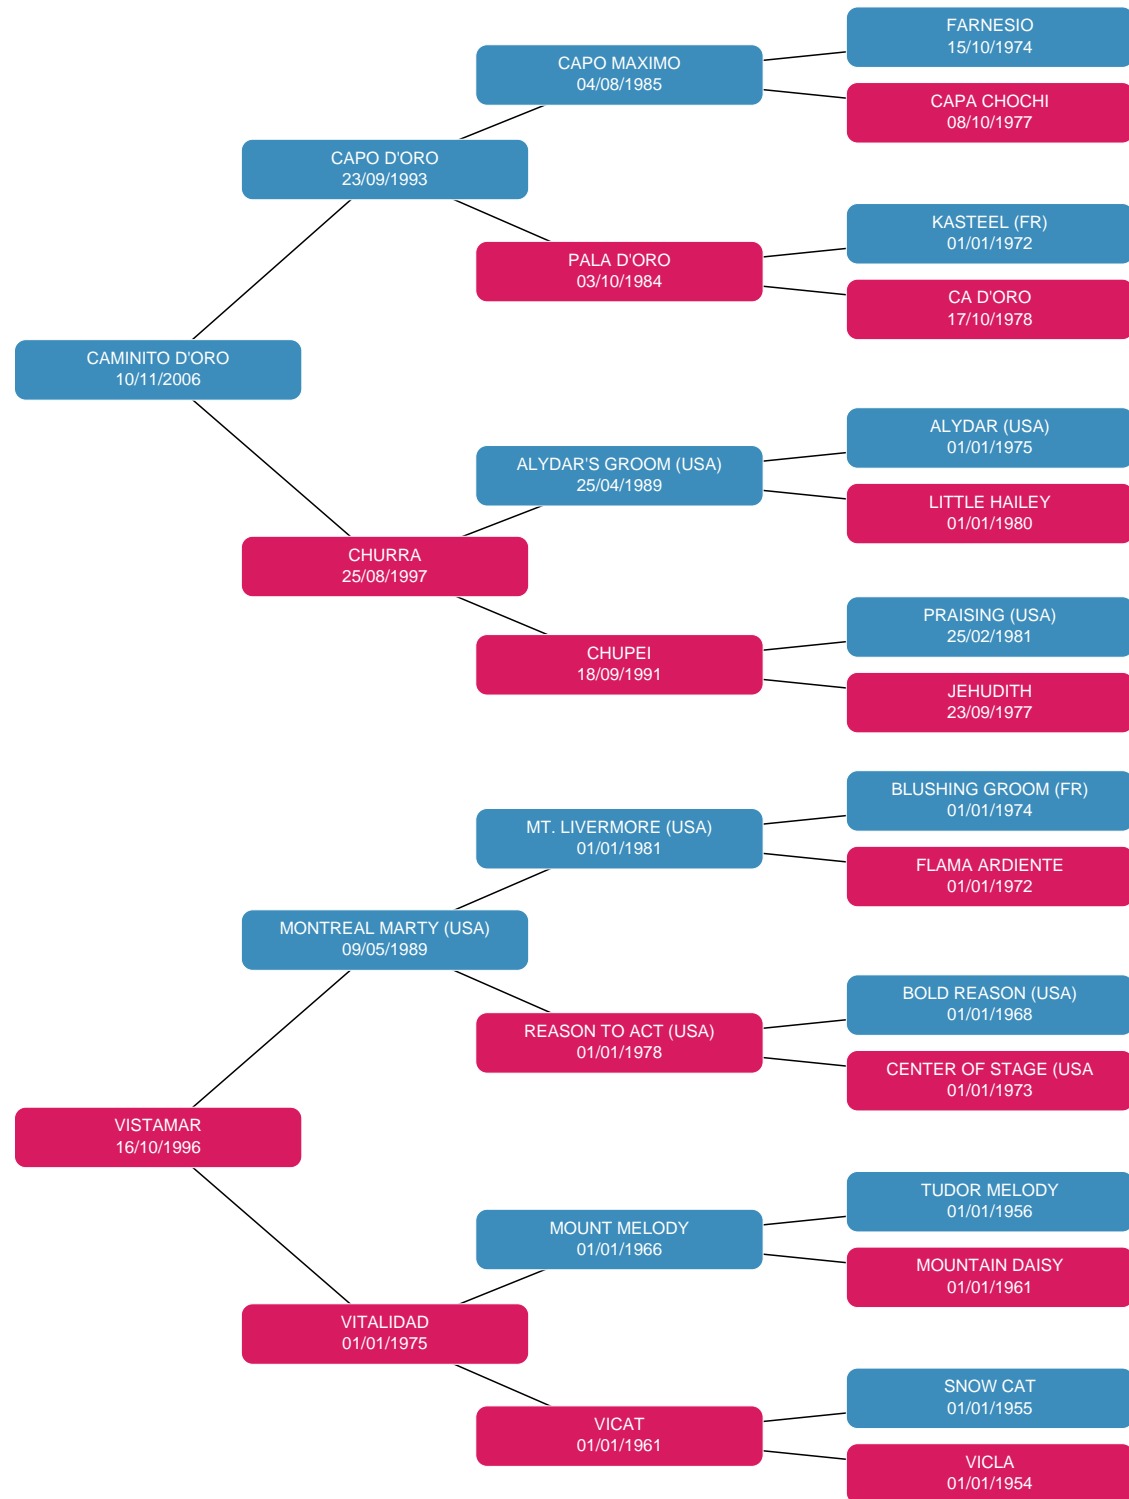 FARNESIO
15/10/1974
CAPO MAXIMO
04/08/1985
CAPA CHOCHI
08/10/1977
CAPO D'ORO
23/09/1993
KASTEEL (FR)
01/01/1972
PALA D'ORO
03/10/1984
CA D'ORO
17/10/1978
CAMINITO D'ORO
10/11/2006
ALYDAR (USA)
01/01/1975
ALYDAR'S GROOM (USA)
25/04/1989
LITTLE HAILEY
01/01/1980
CHURRA
25/08/1997
PRAISING (USA)
25/02/1981
CHUPEI
18/09/1991
JEHUDITH
23/09/1977
BLUSHING GROOM (FR)
01/01/1974
MT. LIVERMORE (USA)
01/01/1981
FLAMA ARDIENTE
01/01/1972
MONTREAL MARTY (USA)
09/05/1989
BOLD REASON (USA)
01/01/1968
REASON TO ACT (USA)
01/01/1978
CENTER OF STAGE (USA
01/01/1973
VISTAMAR
16/10/1996
TUDOR MELODY
01/01/1956
MOUNT MELODY
01/01/1966
MOUNTAIN DAISY
01/01/1961
VITALIDAD
01/01/1975
SNOW CAT
01/01/1955
VICAT
01/01/1961
VICLA
01/01/1954